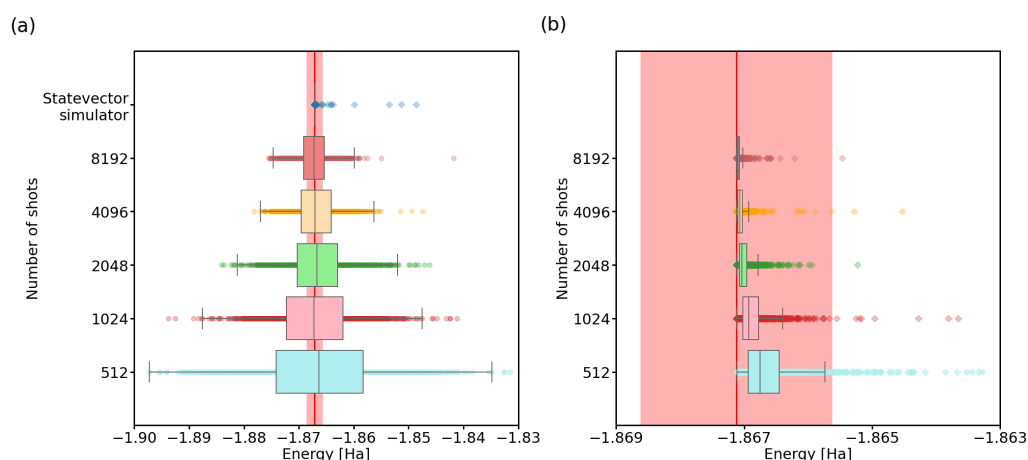 (a)
Number of shots
Statevector
simulator
8192
4096
2048
1024
512
−1.90 −1.89 −1.88 −1.87 −1.86 −1.85 −1.84 −1.83
Energy [Ha]
(b)
Number of shots
8192
4096
2048
1024
512
−1.869 −1.867 −1.865 −1.863
Energy [Ha]